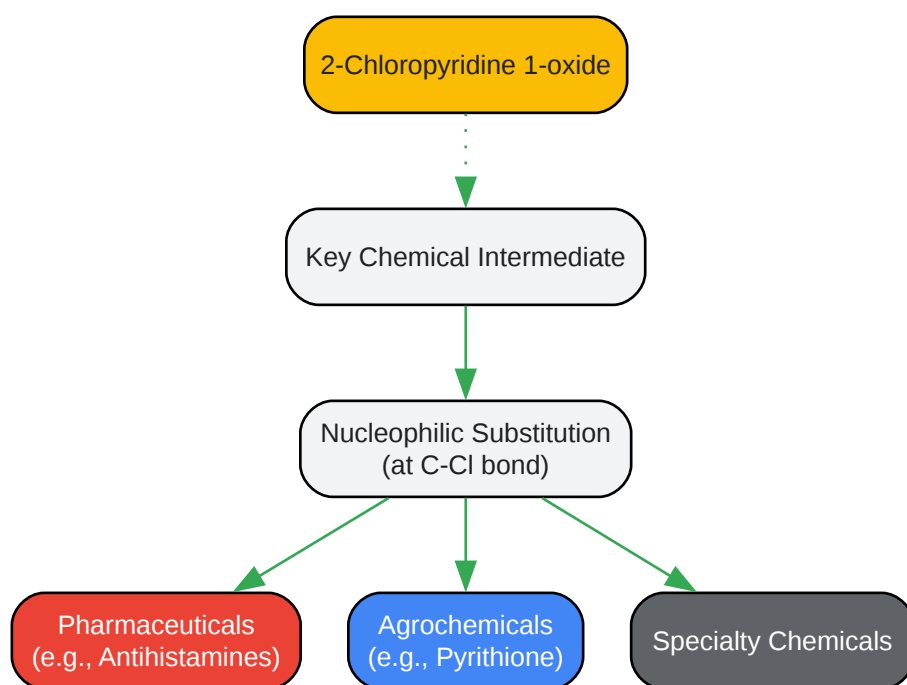 2-Chloropyridine 1-oxide
Key Chemical Intermediate
Nucleophilic Substitution
(at C-Cl bond)
Pharmaceuticals
(e.g., Antihistamines)
Agrochemicals
(e.g., Pyrithione)
Specialty Chemicals